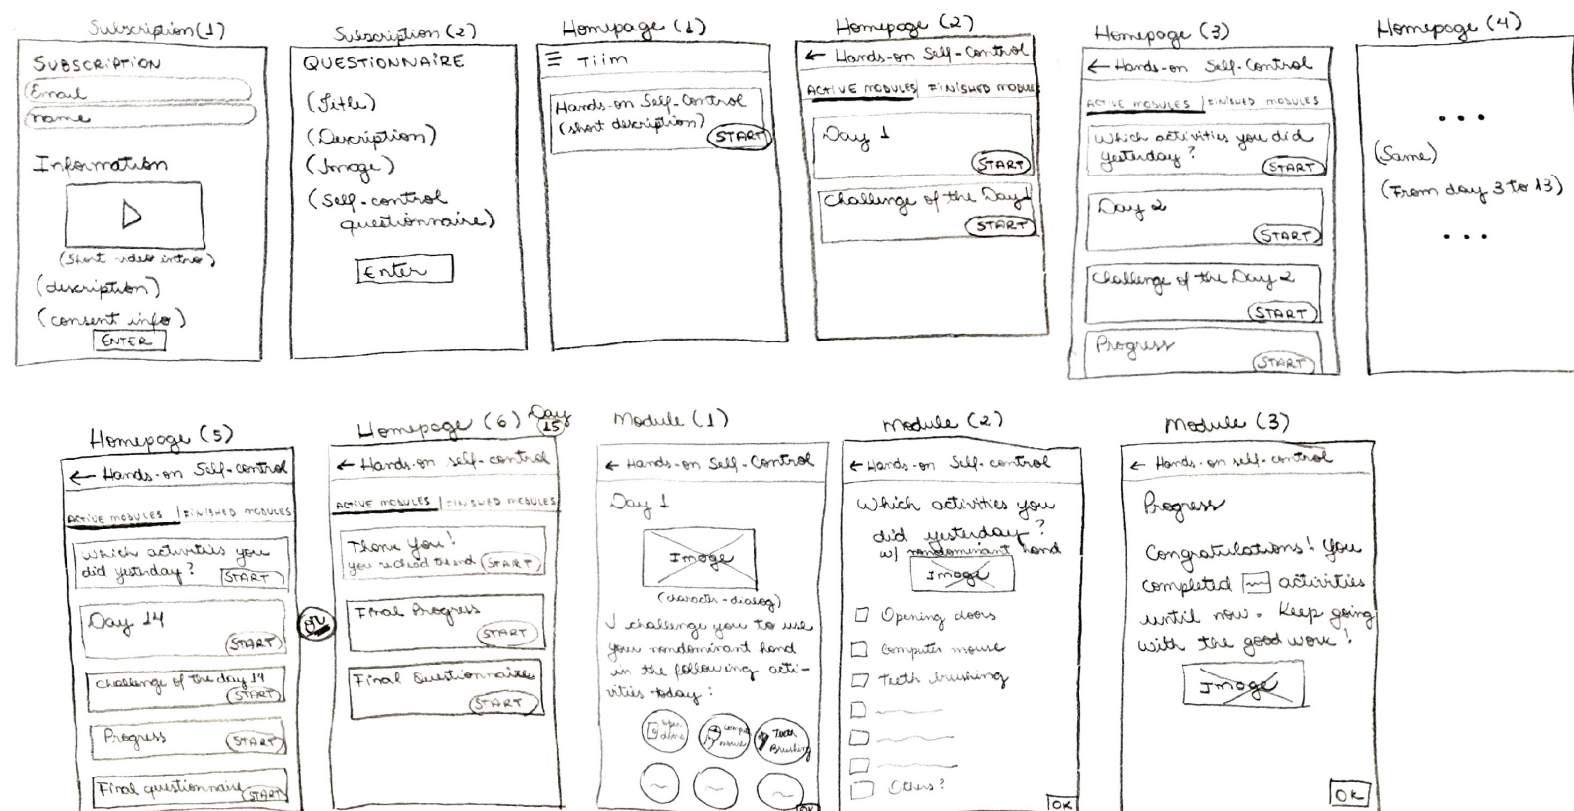 Subscription (1)
SUBSCRIPTION
Email
name
Information
(Short video intro)
(description)
(consent info)
ENTER
Subscription (2)
QUESTIONNAIRE
(Title)
(Description)
(Image)
(Self-control
questionnaire)
Enter
Homepage (1)
Tiim
Hands-on Self-Control
(short description)
START
Homepage (2)
← Hands-on Self-Control
ACTIVE MODULES | FINISHED MODULES
Day 1
START
Challenge of the Day 1
START
Homepage (3)
← Hands-on Self-Control
ACTIVE MODULES | FINISHED MODULES
Which activities you did
yesterday?
START
Day 2
START
Challenge of the Day 2
START
Progress
START
Homepage (4)
...
(Same)
(From day 3 to 13)
...
Homepage (5)
← Hands-on Self-control
ACTIVE MODULES | FINISHED MODULES
Which activities you
did yesterday? START
Day 14
START
Challenge of the day 14
START
Progress
START
Final questionnaire START
OR
Homepage (6) Day 15
← Hands-on self-control
ACTIVE MODULES | FINISHED MODULES
Thank You!
you reached the end START
Final Progress
START
Final Questionnaire
START
Module (1)
← Hands-on Self-Control
Day 1
Image
(character-dialog)
I challenge you to use
your nondominant hand
in the following acti-
vities today:
Open doors
mouse
Teeth Brushing
OK
Module (2)
← Hands-on Self-control
Which activities you
did yesterday?
w/ nondominant hand
Image
Opening doors
Computer mouse
Teeth brushing
Others?
OK
Module (3)
← Hands-on self-control
Progress
Congratulations! You
completed activities
until now. Keep going
with the good work!
Image
OK